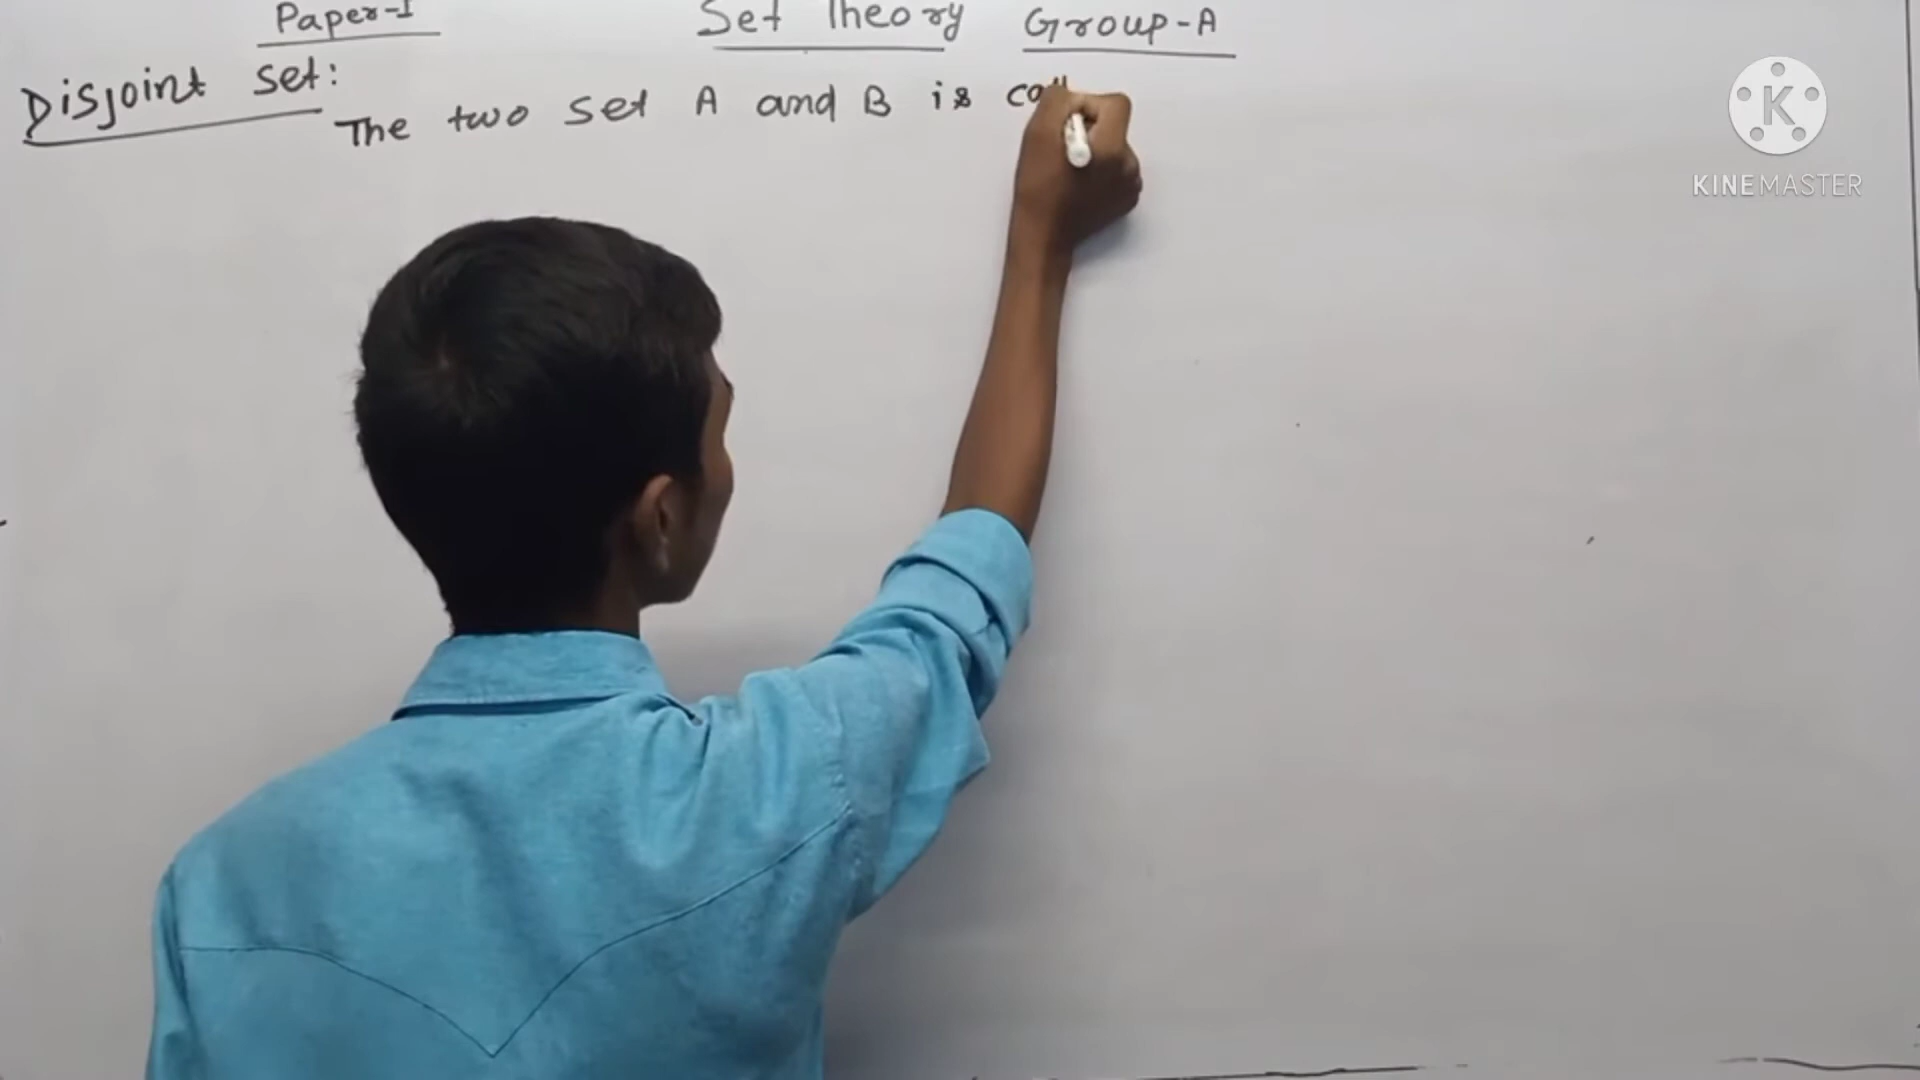 Paper-I Set Theory Group-A
Disjoint set:
The two set A and B is
K
KINEMASTER